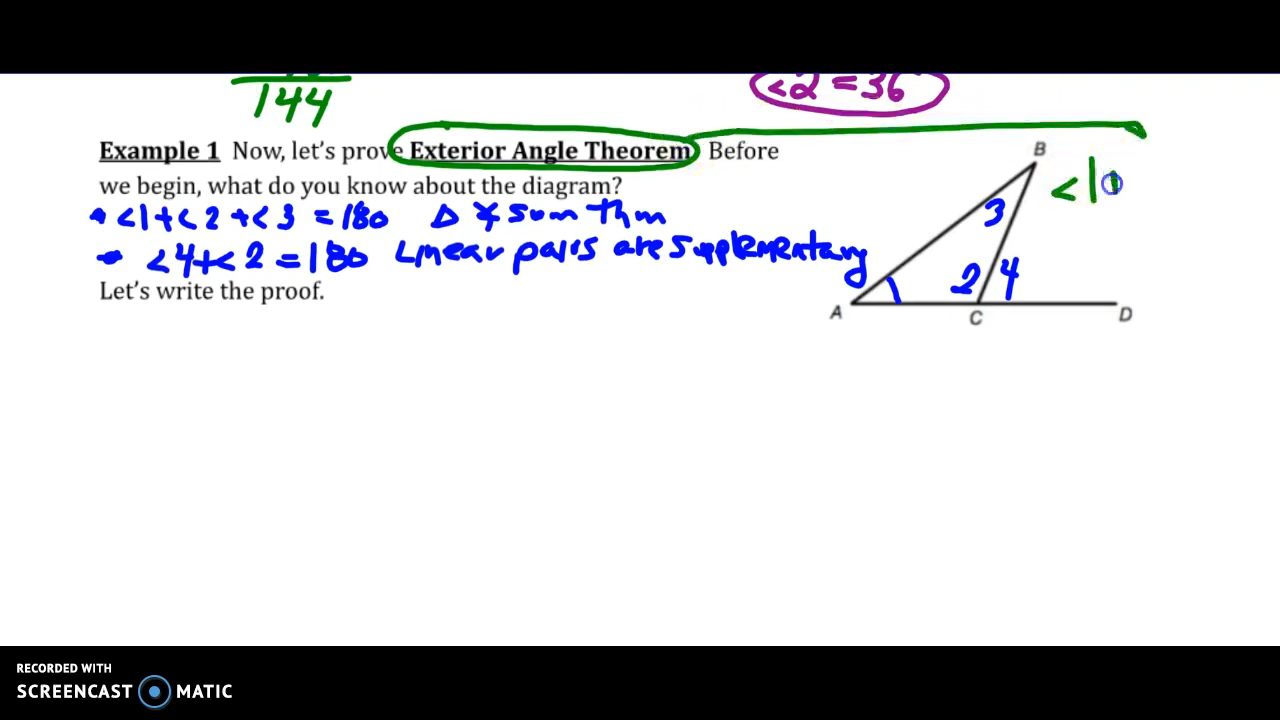 144
<2 = 36
Example 1 Now, let's prove Exterior Angle Theorem Before
we begin, what do you know about the diagram?
<1 + <2 + <3 = 180 Δ ∡ sum thm
<4 + <2 = 180 Linear pairs are supplementary
Let's write the proof.
B
<1
3
2 4
A
C
D
RECORDED WITH
SCREENCAST MATIC